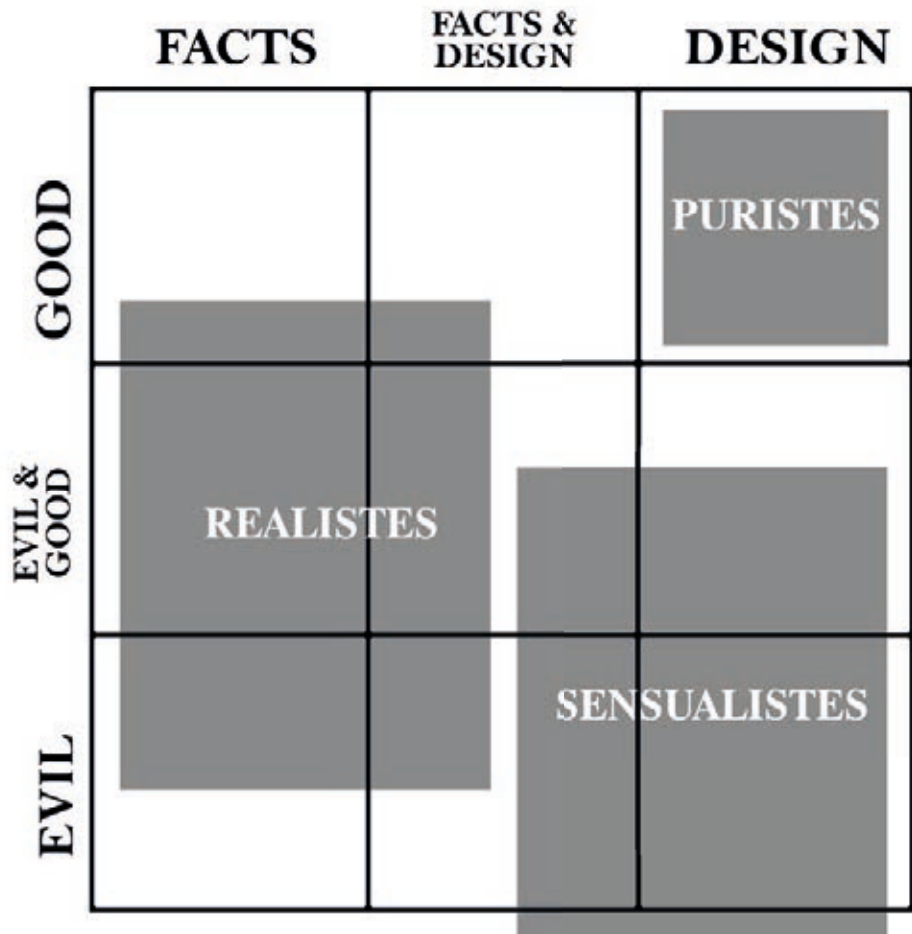 FACTS
FACTS &
DESIGN
DESIGN
GOOD
PURISTES
EVIL &
GOOD
REALISTES
EVIL
SENSUALISTES